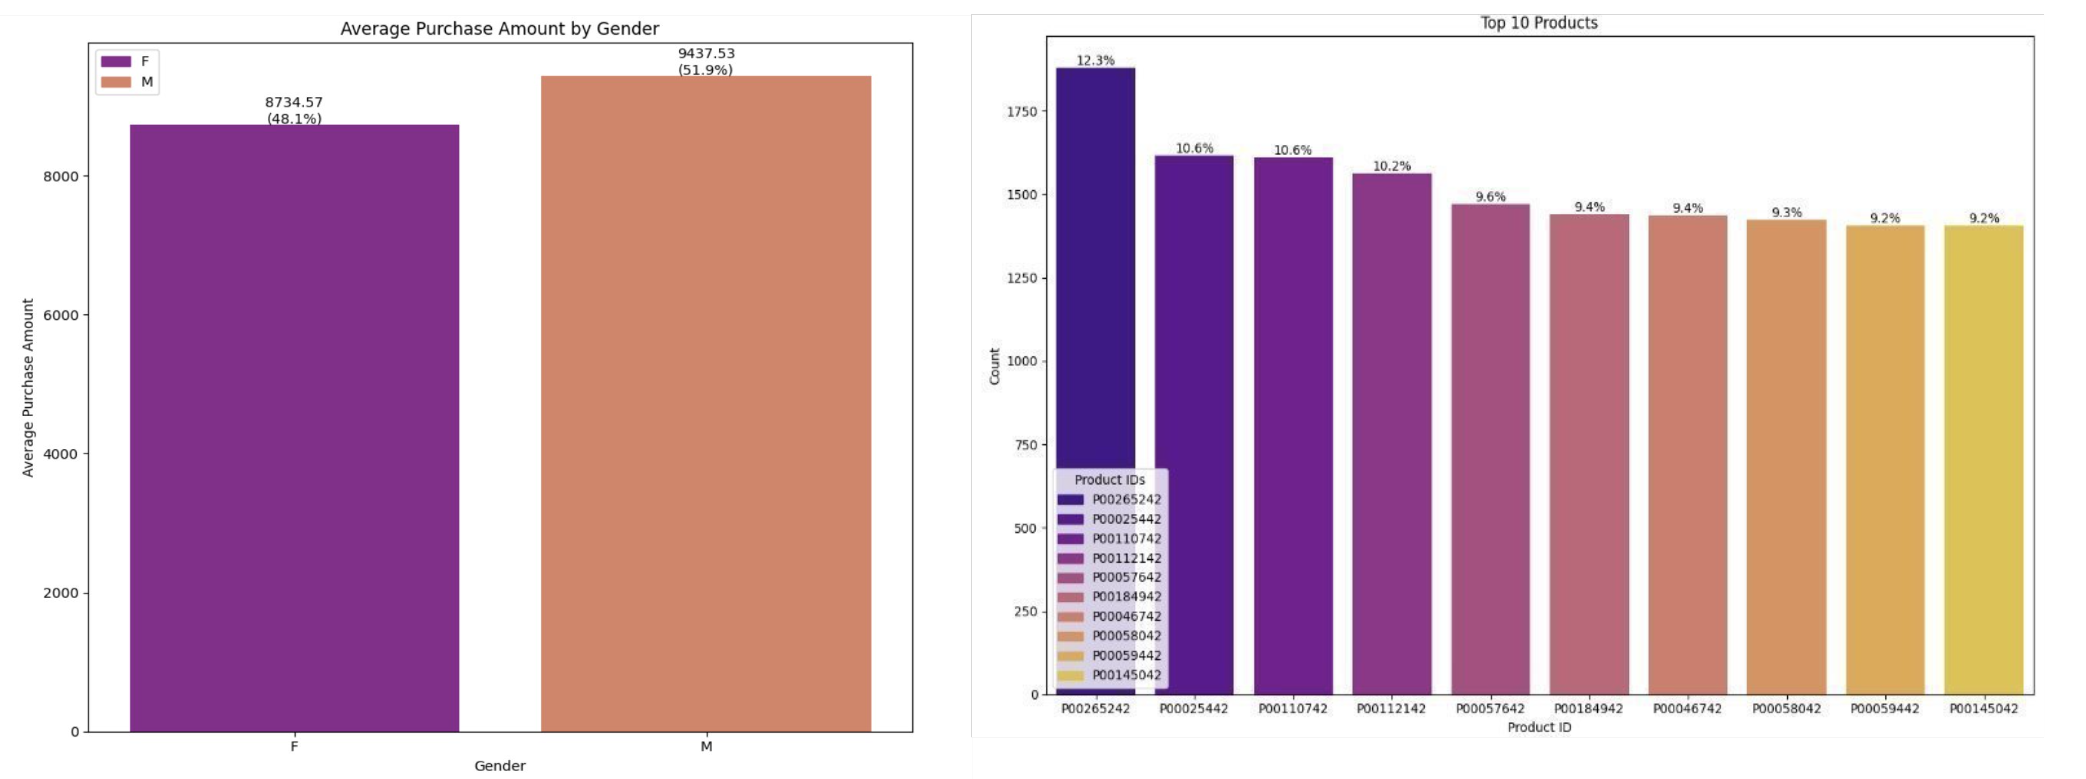 Average Purchase Amount by Gender
F
M
8734.57
(48.1%)
9437.53
(51.9%)
Average Purchase Amount
8000
6000
4000
2000
0
F M
Gender
Top 10 Products
12.3%
10.6%
10.6%
10.2%
9.6%
9.4%
9.4%
9.3%
9.2%
9.2%
Count
1750
1500
1250
1000
750
500
250
0
Product IDs
P00265242
P00025442
P00110742
P00112142
P00057642
P00184942
P00046742
P00058042
P00059442
P00145042
P00265242 P00025442 P00110742 P00112142 P00057642 P00184942 P00046742 P00058042 P00059442 P00145042
Product ID